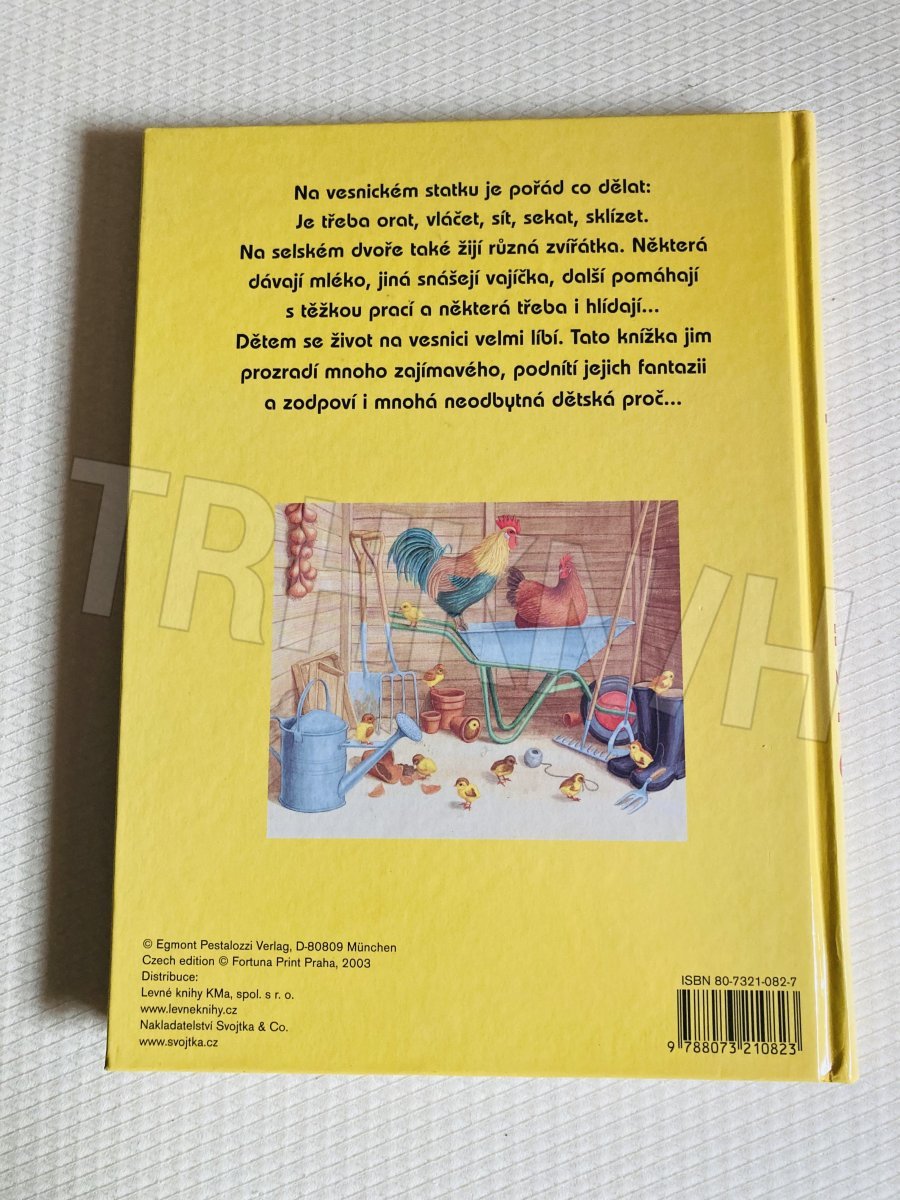 Na vesnickém statku je pořád co dělat:
Je třeba orat, vláčet, sít, sekat, sklízet.
Na selském dvoře také žijí různá zvířátka. Některá
dávají mléko, jiná snášejí vajíčka, další pomáhají
s těžkou prací a některá třeba i hlídají...
Dětem se život na vesnici velmi líbí. Tato knížka jim
prozradí mnoho zajímavého, podnítí jejich fantazii
a zodpoví i mnohá neodbytná dětská proč...
© Egmont Pestalozzi Verlag, D-80809 München
Czech edition © Fortuna Print Praha, 2003
Distribuce:
Levné knihy KMa, spol. s r. o.
www.levneknihy.cz
Nakladatelství Svojtka & Co.
www.svojtka.cz
ISBN 80-7321-082-7
9 788073 210823